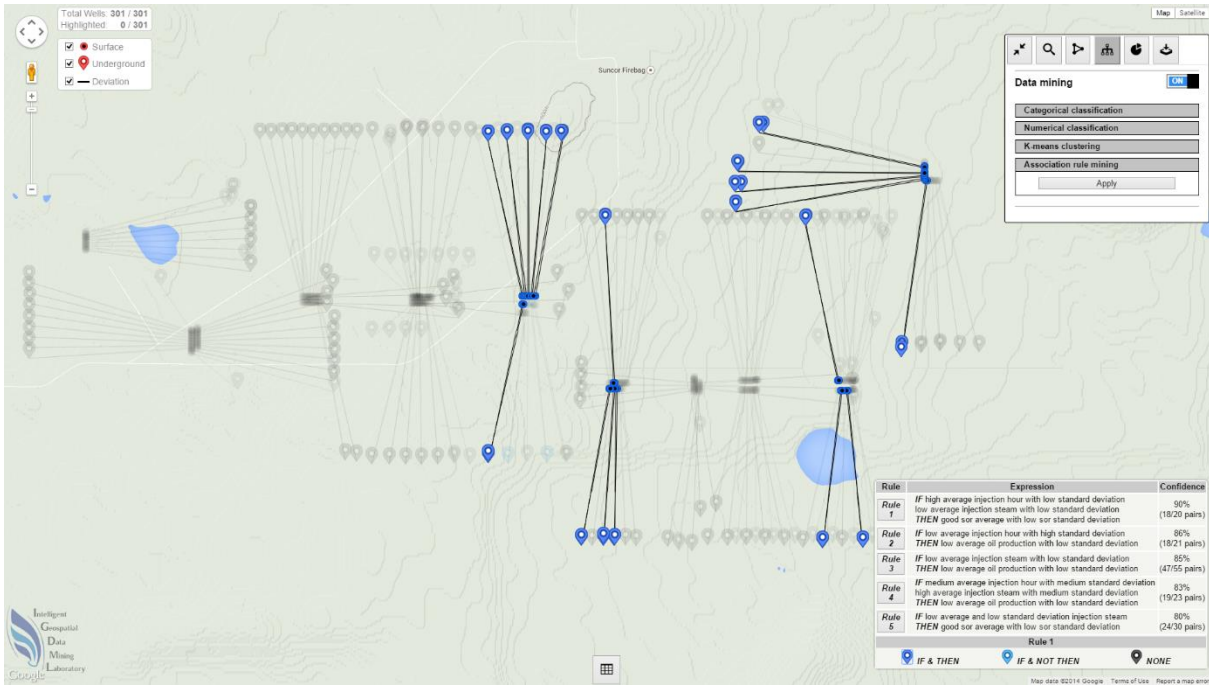 Total Wells: 301 / 301
Highlighted: 0 / 301
Surface
Underground
Deviation
Map Satellite
Suncor Firebag
Data mining ON
Categorical classification
Numerical classification
K-means clustering
Association rule mining
Apply
Rule Expression Confidence
Rule 1
IF high average injection hour with low standard deviation
low average injection steam with low standard deviation
THEN good sor average with low sor standard deviation
90%
(18/20 pairs)
Rule 2
IF low average injection hour with high standard deviation
THEN low average oil production with low standard deviation
86%
(18/21 pairs)
Rule 3
IF low average injection steam with low standard deviation
THEN low average oil production with low standard deviation
85%
(47/55 pairs)
Rule 4
IF medium average injection hour with medium standard deviation
high average injection steam with medium standard deviation
THEN low average oil production with low standard deviation
83%
(19/23 pairs)
Rule 5
IF low average and low standard deviation injection steam
THEN good sor average with low sor standard deviation
80%
(24/30 pairs)
Rule 1
IF & THEN IF & NOT THEN NONE
Intelligent
Geospatial
Data
Mining
Laboratory
Google
Map data ©2014 Google Terms of Use Report a map error